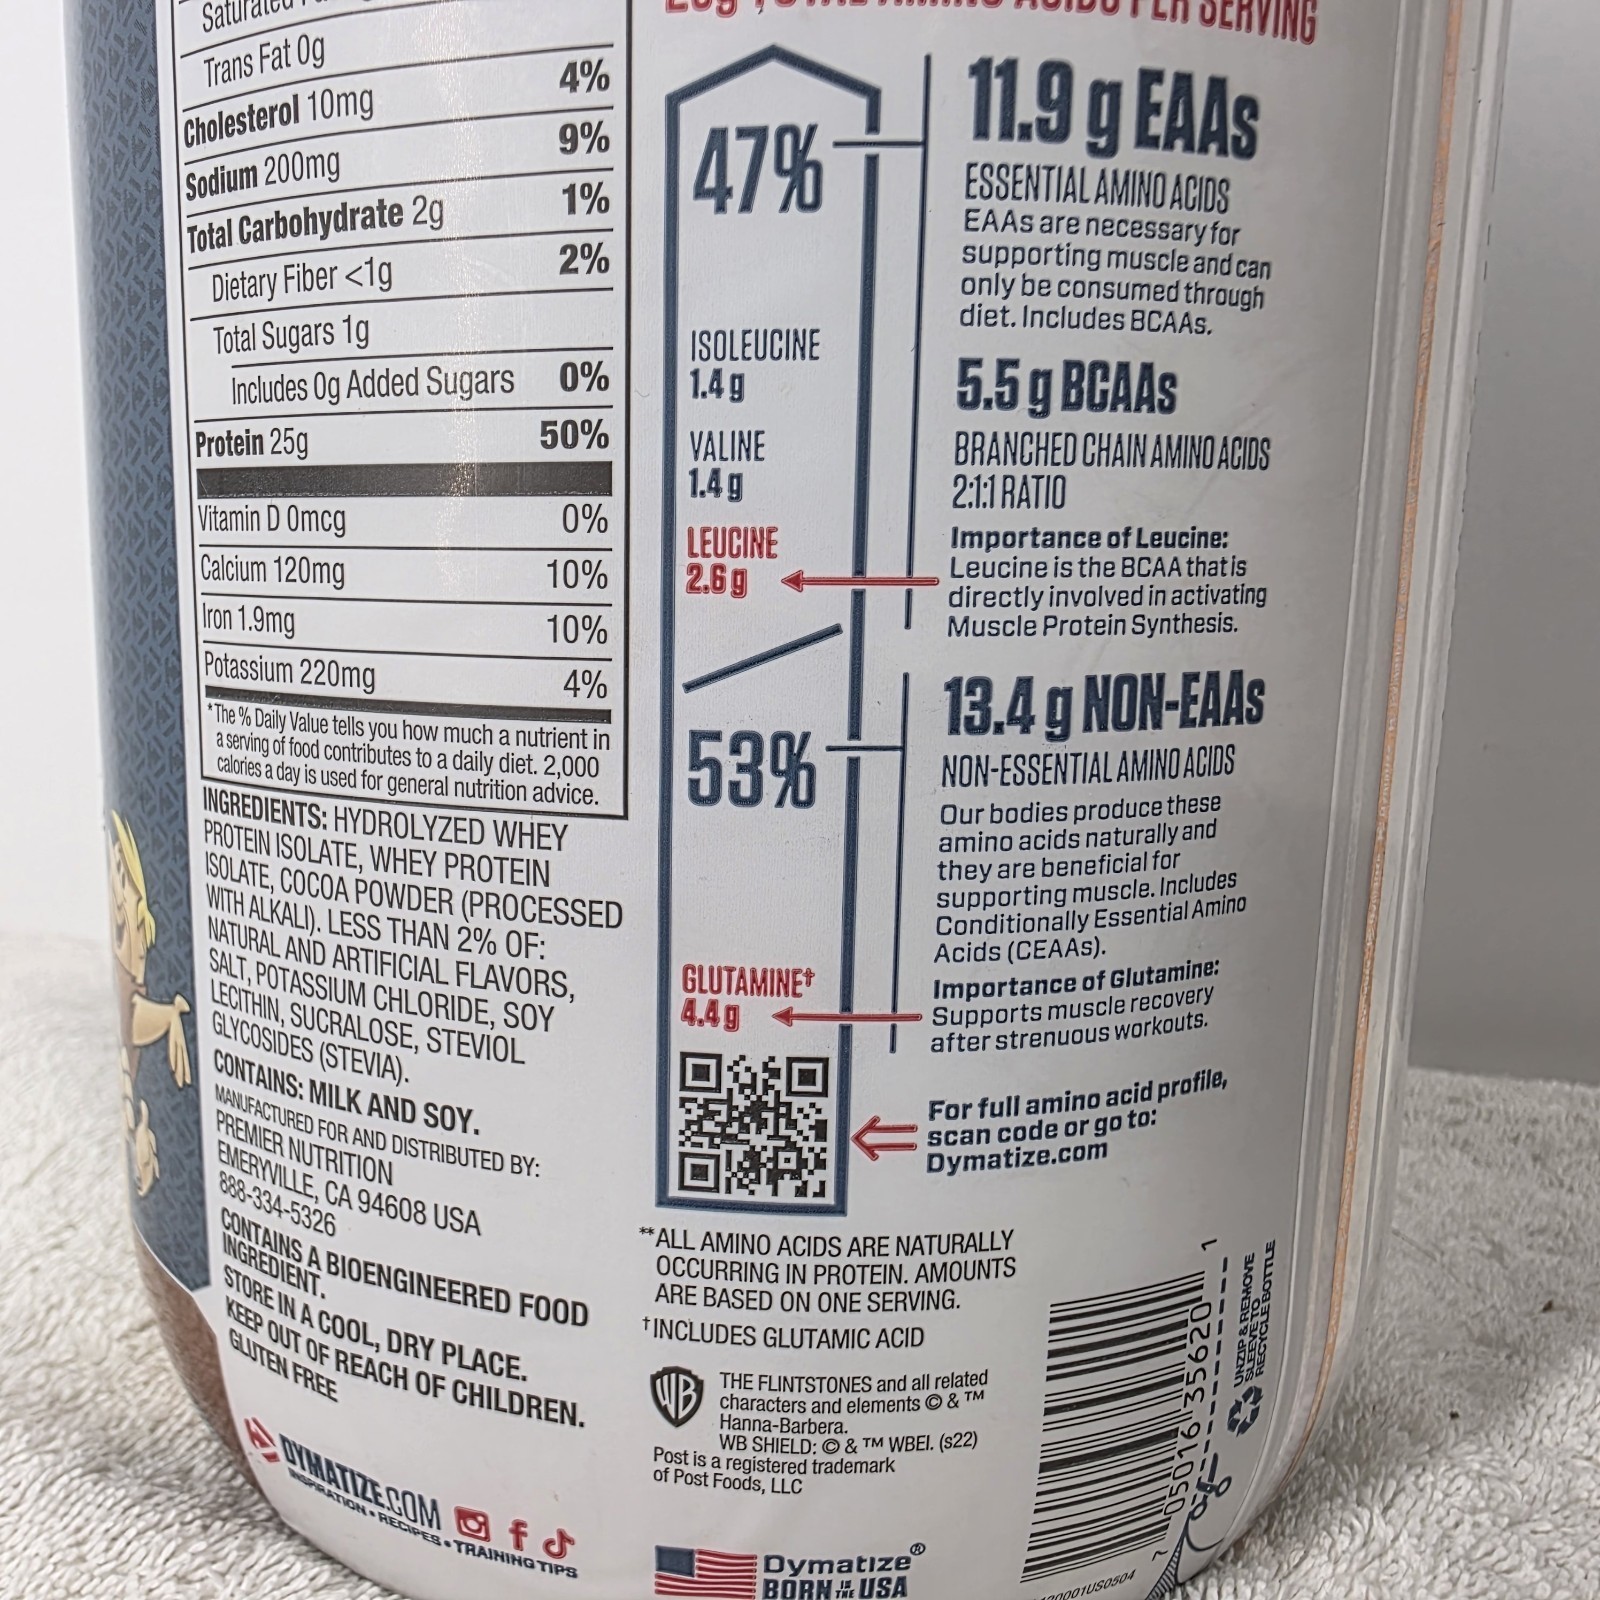 Saturated
Trans Fat 0g
Cholesterol 10mg 4%
Sodium 200mg 9%
Total Carbohydrate 2g 1%
Dietary Fiber <1g 2%
Total Sugars 1g
Includes 0g Added Sugars 0%
Protein 25g 50%
Vitamin D 0mcg 0%
Calcium 120mg 10%
Iron 1.9mg 10%
Potassium 220mg 4%
*The % Daily Value tells you how much a nutrient in
a serving of food contributes to a daily diet. 2,000
calories a day is used for general nutrition advice.
INGREDIENTS: HYDROLYZED WHEY
PROTEIN ISOLATE, WHEY PROTEIN
ISOLATE, COCOA POWDER (PROCESSED
WITH ALKALI). LESS THAN 2% OF:
NATURAL AND ARTIFICIAL FLAVORS,
SALT, POTASSIUM CHLORIDE, SOY
LECITHIN, SUCRALOSE, STEVIOL
GLYCOSIDES (STEVIA).
CONTAINS: MILK AND SOY.
MANUFACTURED FOR AND DISTRIBUTED BY:
PREMIER NUTRITION
EMERYVILLE, CA 94608 USA
888-334-5326
CONTAINS A BIOENGINEERED FOOD
INGREDIENT.
STORE IN A COOL, DRY PLACE.
KEEP OUT OF REACH OF CHILDREN.
GLUTEN FREE
DYMATIZE.COM
INSPIRATION • RECIPES • TRAINING TIPS
TOTAL AMINO ACIDS PER SERVING
47%
ISOLEUCINE
1.4 g
VALINE
1.4 g
LEUCINE
2.6 g
53%
GLUTAMINE†
4.4 g
11.9 g EAAs
ESSENTIAL AMINO ACIDS
EAAs are necessary for
supporting muscle and can
only be consumed through
diet. Includes BCAAs.
5.5 g BCAAs
BRANCHED CHAIN AMINO ACIDS
2:1:1 RATIO
Importance of Leucine:
Leucine is the BCAA that is
directly involved in activating
Muscle Protein Synthesis.
13.4 g NON-EAAs
NON-ESSENTIAL AMINO ACIDS
Our bodies produce these
amino acids naturally and
they are beneficial for
supporting muscle. Includes
Conditionally Essential Amino
Acids (CEAAs).
Importance of Glutamine:
Supports muscle recovery
after strenuous workouts.
For full amino acid profile,
scan code or go to:
Dymatize.com
**ALL AMINO ACIDS ARE NATURALLY
OCCURRING IN PROTEIN. AMOUNTS
ARE BASED ON ONE SERVING.
†INCLUDES GLUTAMIC ACID
WB
THE FLINTSTONES and all related
characters and elements © & ™
Hanna-Barbera.
WB SHIELD: © & ™ WBEI. (s22)
Post is a registered trademark
of Post Foods, LLC
Dymatize®
BORN IN THE USA
7 05016 35620 1
UNZIP & REMOVE
SLEEVE TO
RECYCLE BOTTLE